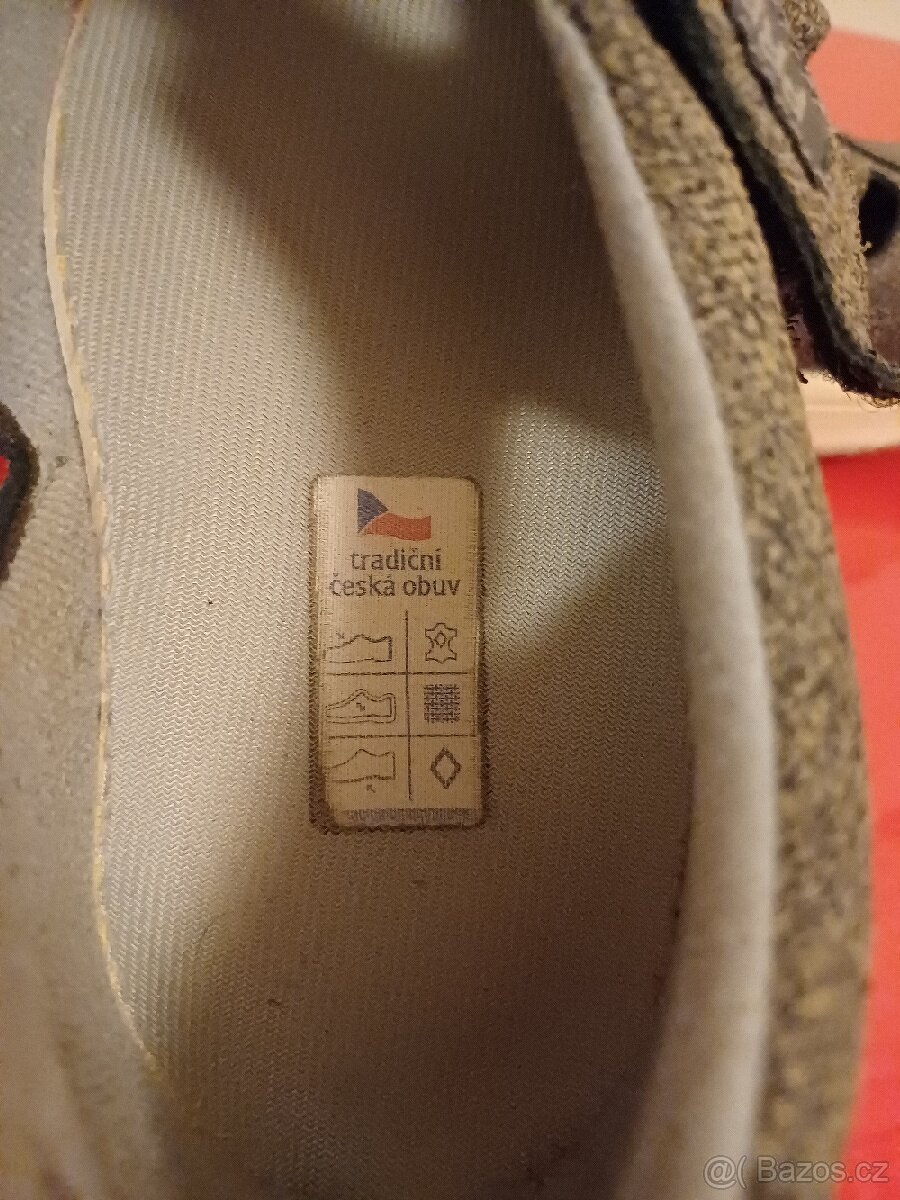 tradiční
česká obuv
@( Bazos.cz